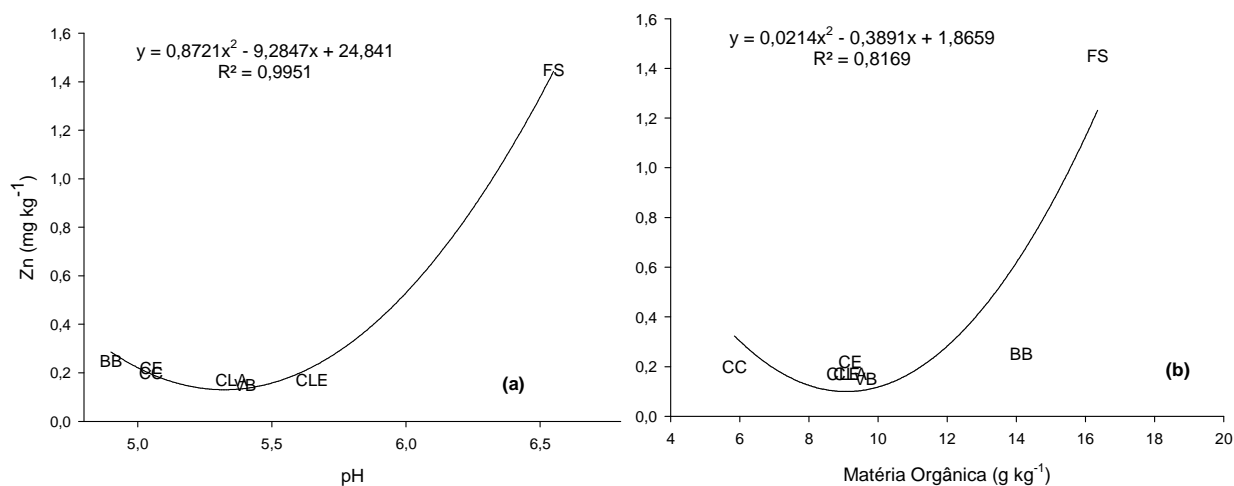 y = 0,8721x² - 9,2847x + 24,841
R² = 0,9951
Zn (mg kg⁻¹)
1,6
1,4
1,2
1,0
0,8
0,6
0,4
0,2
0,0
FS
BB
CE
CC
CLA
VB
CLE
(a)
5,0 5,5 6,0 6,5
pH
y = 0,0214x² - 0,3891x + 1,8659
R² = 0,8169
1,6
1,4
1,2
1,0
0,8
0,6
0,4
0,2
0,0
FS
BB
CC
CE
CLE
CLA
VB
(b)
4 6 8 10 12 14 16 18 20
Matéria Orgânica (g kg⁻¹)